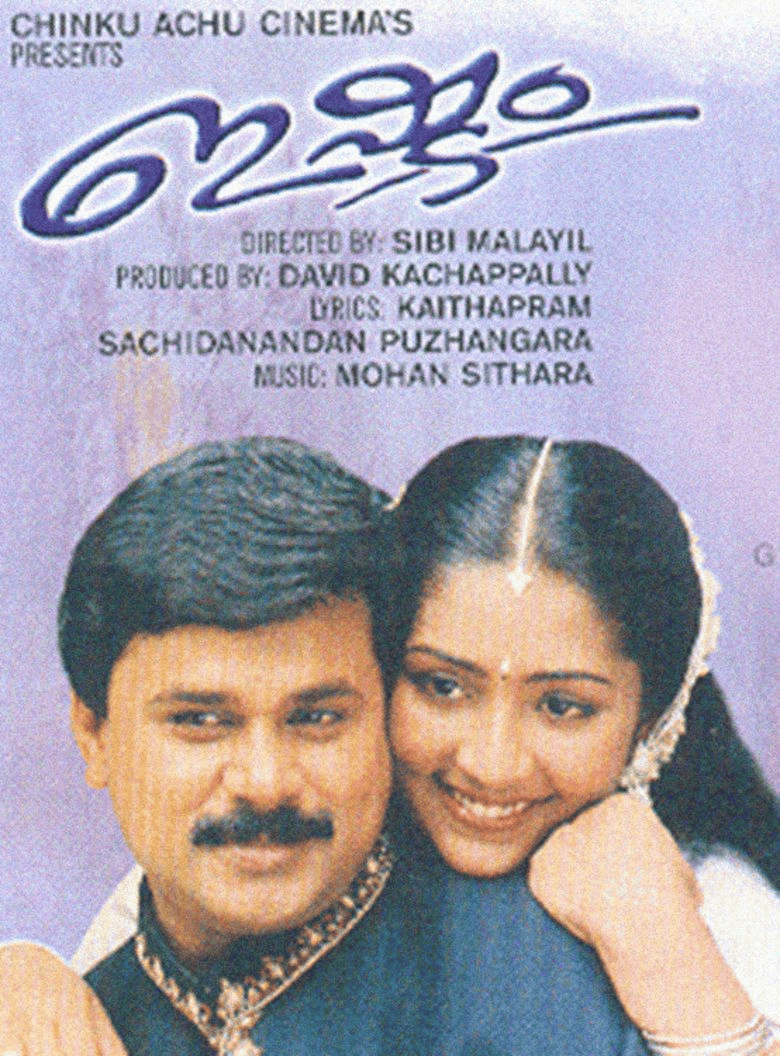 CHINKU ACHU CINEMA'S
PRESENTS
ഇഷ്ടം
DIRECTED BY: SIBI MALAYIL
PRODUCED BY: DAVID KACHAPPALLY
LYRICS: KAITHAPRAM
SACHIDANANDAN PUZHANGARA
MUSIC: MOHAN SITHARA
G